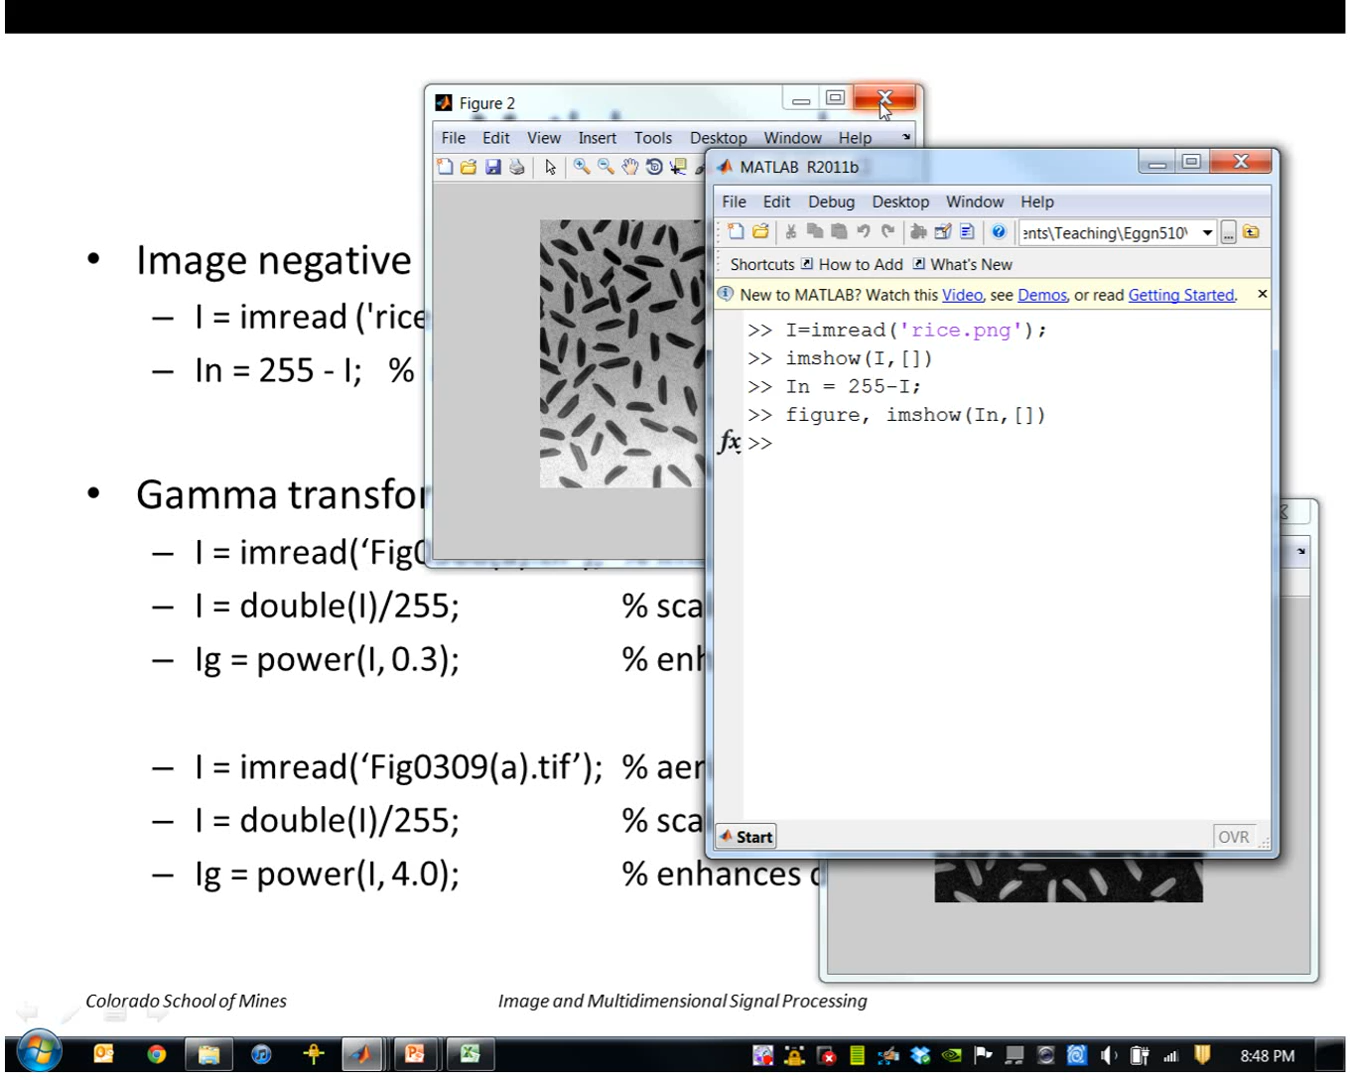 Figure 2
File Edit View Insert Tools Desktop Window Help
MATLAB R2011b
File Edit Debug Desktop Window Help
ents\Teaching\Eggn510\
Shortcuts How to Add What's New
New to MATLAB? Watch this Video, see Demos, or read Getting Started.
>> I=imread('rice.png');
>> imshow(I,[])
>> In = 255-I;
>> figure, imshow(In,[])
fx >>
Start
OVR
• Image negative
– I = imread ('rice
– In = 255 - I; %
• Gamma transfor
– I = imread('Fig0
– I = double(I)/255; % sca
– Ig = power(I, 0.3); % enh
– I = imread(‘Fig0309(a).tif’); % aer
– I = double(I)/255; % sca
– Ig = power(I, 4.0); % enhances
Colorado School of Mines
Image and Multidimensional Signal Processing
8:48 PM